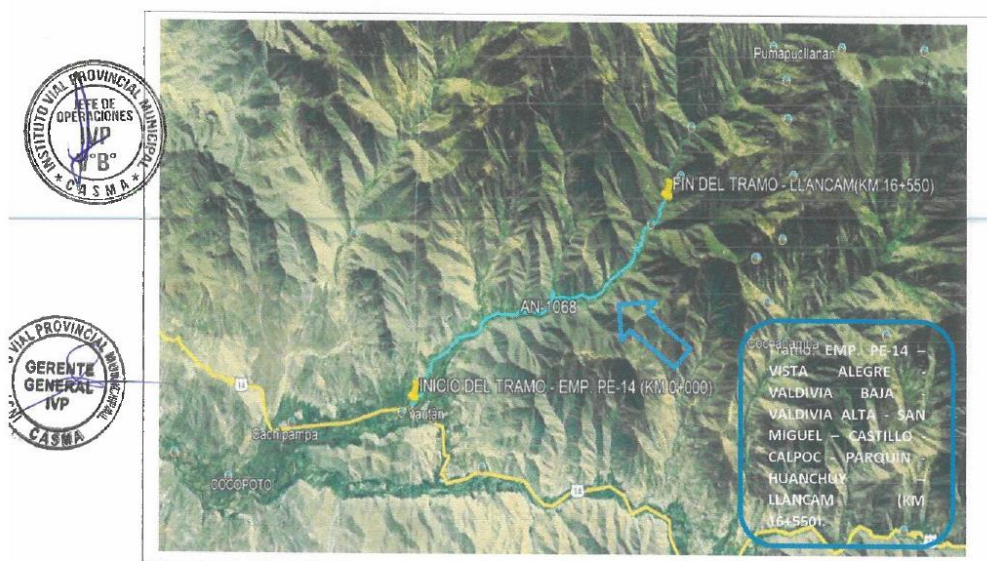 INSTITUTO VIAL PROVINCIAL MUNICIPAL
JEFE DE
OPERACIONES
IVP
V°B°
* CASMA *
Pumapucllanan
FIN DEL TRAMO - LLANCAM(KM 16+550)
AN-1068
INICIO DEL TRAMO - EMP. PE-14 (KM 0+000)
14
Yautan
Cachipampa
COCOPOTO
14
VIAL PROVINCIAL MUNICIPAL
GERENTE
GENERAL
IVP
CASMA
Tramo: EMP. PE-14 –
VISTA ALEGRE -
VALDIVIA BAJA -
VALDIVIA ALTA - SAN
MIGUEL – CASTILLO -
CALPOC - PARQUIN -
HUANCHUY –
LLANCAM (KM
16+550).